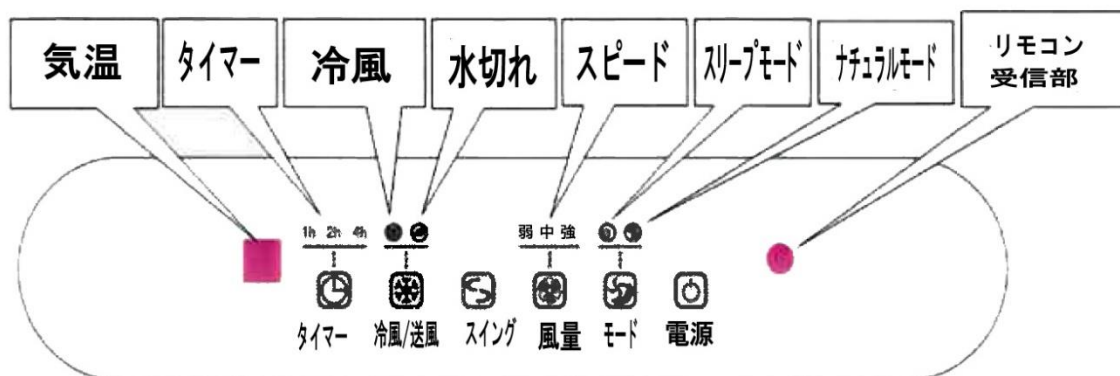 気温
タイマー
冷風
水切れ
スピード
スリープモード
ナチュラルモード
リモコン
受信部
1h 2h 4h
弱 中 強
タイマー
冷風/送風
スイング
風量
モード
電源